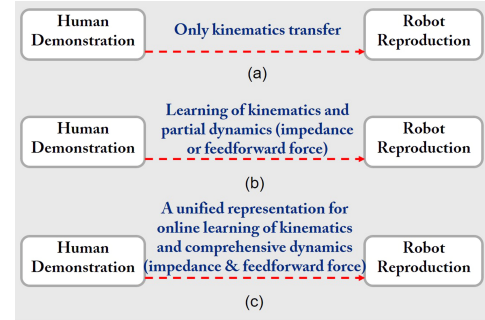 Human
Demonstration
Only kinematics transfer
Robot
Reproduction
(a)
Human
Demonstration
Learning of kinematics and
partial dynamics (impedance
or feedforward force)
Robot
Reproduction
(b)
Human
Demonstration
A unified representation for
online learning of kinematics
and comprehensive dynamics
(impedance & feedforward force)
Robot
Reproduction
(c)